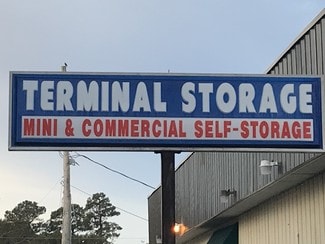 TERMINAL STORAGE
MINI & COMMERCIAL SELF-STORAGE